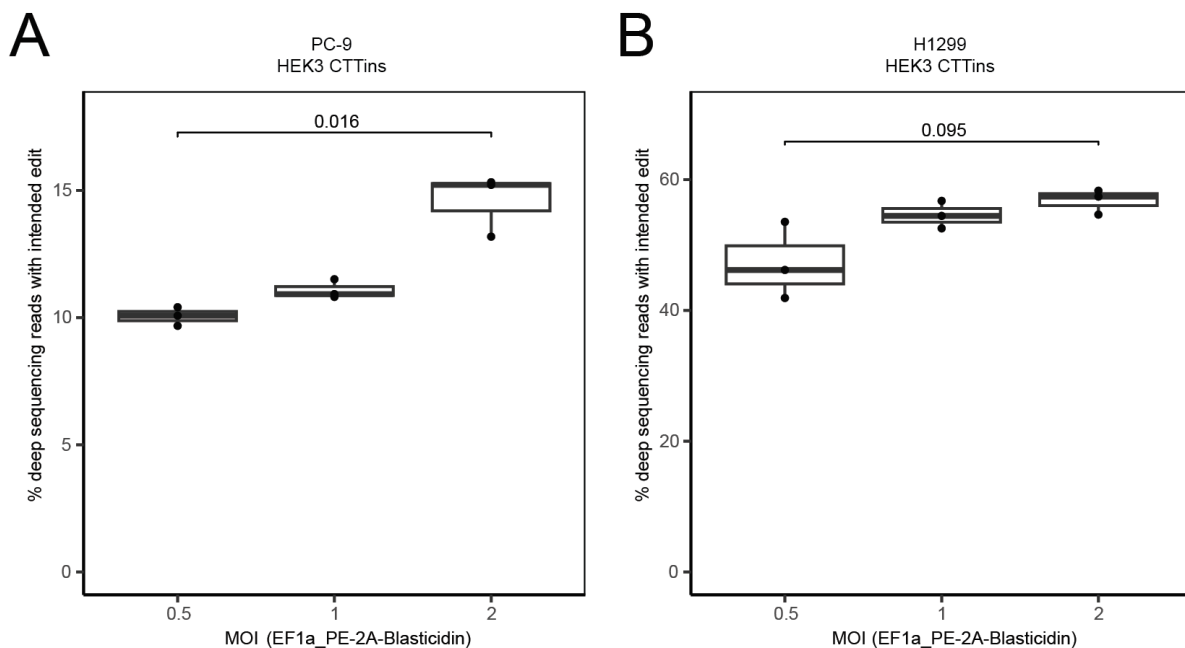 A
PC-9
HEK3 CTTins
% deep sequencing reads with intended edit
0.016
15
10
5
0
0.5 1 2
MOI (EF1a_PE-2A-Blasticidin)
B
H1299
HEK3 CTTins
% deep sequencing reads with intended edit
0.095
60
40
20
0
0.5 1 2
MOI (EF1a_PE-2A-Blasticidin)